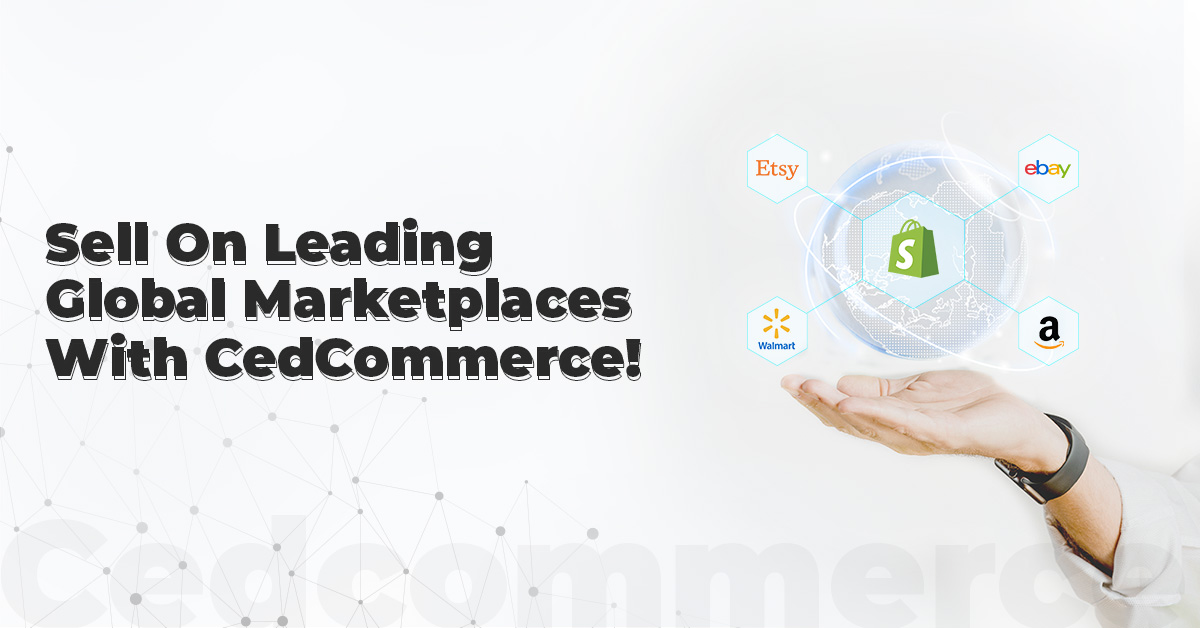 Sell On Leading
Global Marketplaces
With CedCommerce!
Etsy
ebay
S
Walmart
a
Cedcommerce